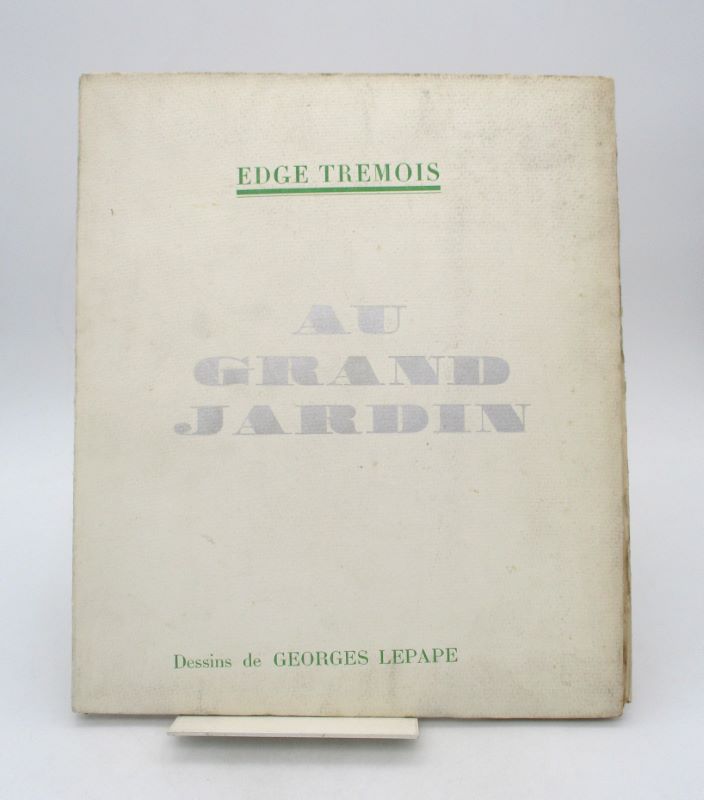 EDGE TREMOIS
AU
GRAND
JARDIN
Dessins de GEORGES LEPAPE